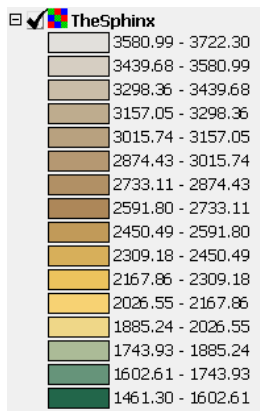 TheSphinx
3580.99 - 3722.30
3439.68 - 3580.99
3298.36 - 3439.68
3157.05 - 3298.36
3015.74 - 3157.05
2874.43 - 3015.74
2733.11 - 2874.43
2591.80 - 2733.11
2450.49 - 2591.80
2309.18 - 2450.49
2167.86 - 2309.18
2026.55 - 2167.86
1885.24 - 2026.55
1743.93 - 1885.24
1602.61 - 1743.93
1461.30 - 1602.61